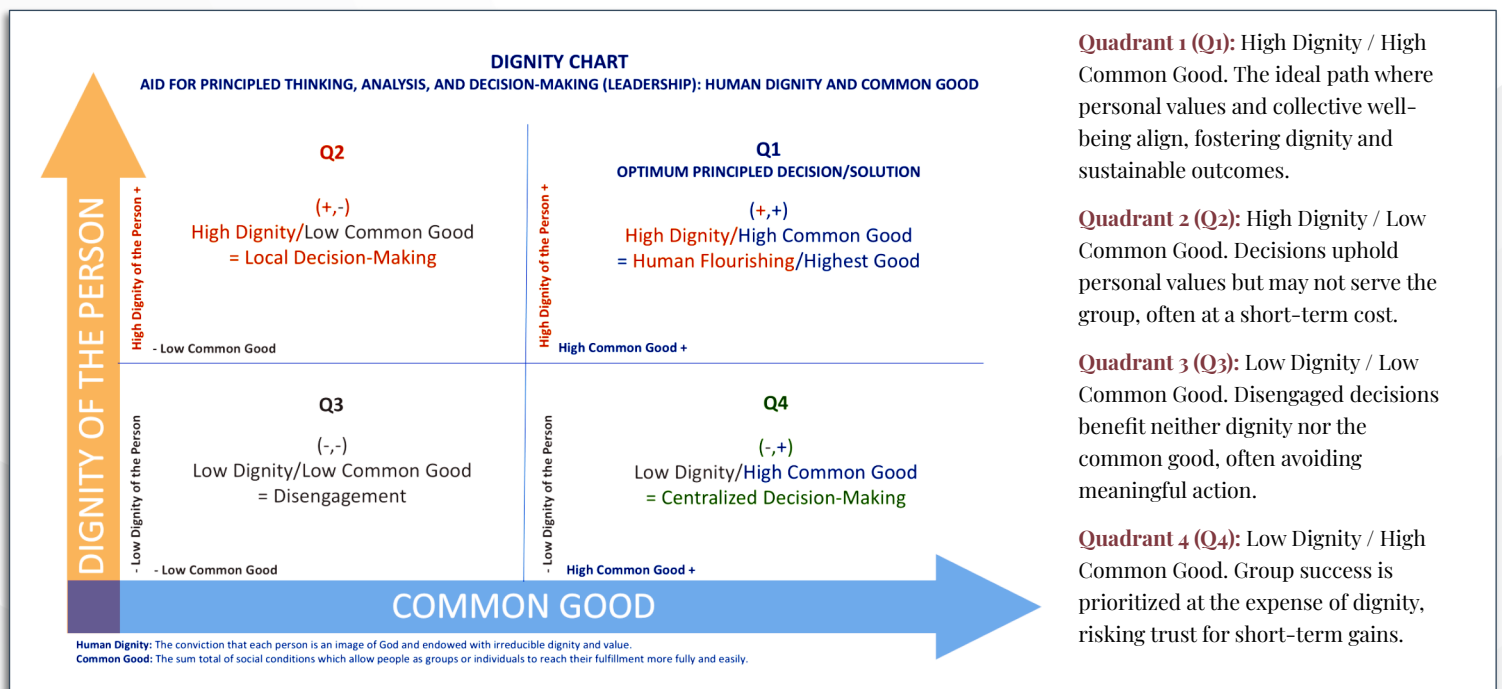 DIGNITY CHART
AID FOR PRINCIPLED THINKING, ANALYSIS, AND DECISION-MAKING (LEADERSHIP): HUMAN DIGNITY AND COMMON GOOD
DIGNITY OF THE PERSON
High Dignity of the Person +
Q2
(+,-)
High Dignity/Low Common Good
= Local Decision-Making
- Low Common Good
High Dignity of the Person +
Q1
OPTIMUM PRINCIPLED DECISION/SOLUTION
(+,+)
High Dignity/High Common Good
= Human Flourishing/Highest Good
High Common Good +
- Low Dignity of the Person
Q3
(-,-)
Low Dignity/Low Common Good
= Disengagement
- Low Common Good
- Low Dignity of the Person
Q4
(-,+)
Low Dignity/High Common Good
= Centralized Decision-Making
High Common Good +
COMMON GOOD
Human Dignity: The conviction that each person is an image of God and endowed with irreducible dignity and value.
Common Good: The sum total of social conditions which allow people as groups or individuals to reach their fulfillment more fully and easily.
Quadrant 1 (Q1): High Dignity / High
Common Good. The ideal path where
personal values and collective well-
being align, fostering dignity and
sustainable outcomes.
Quadrant 2 (Q2): High Dignity / Low
Common Good. Decisions uphold
personal values but may not serve the
group, often at a short-term cost.
Quadrant 3 (Q3): Low Dignity / Low
Common Good. Disengaged decisions
benefit neither dignity nor the
common good, often avoiding
meaningful action.
Quadrant 4 (Q4): Low Dignity / High
Common Good. Group success is
prioritized at the expense of dignity,
risking trust for short-term gains.